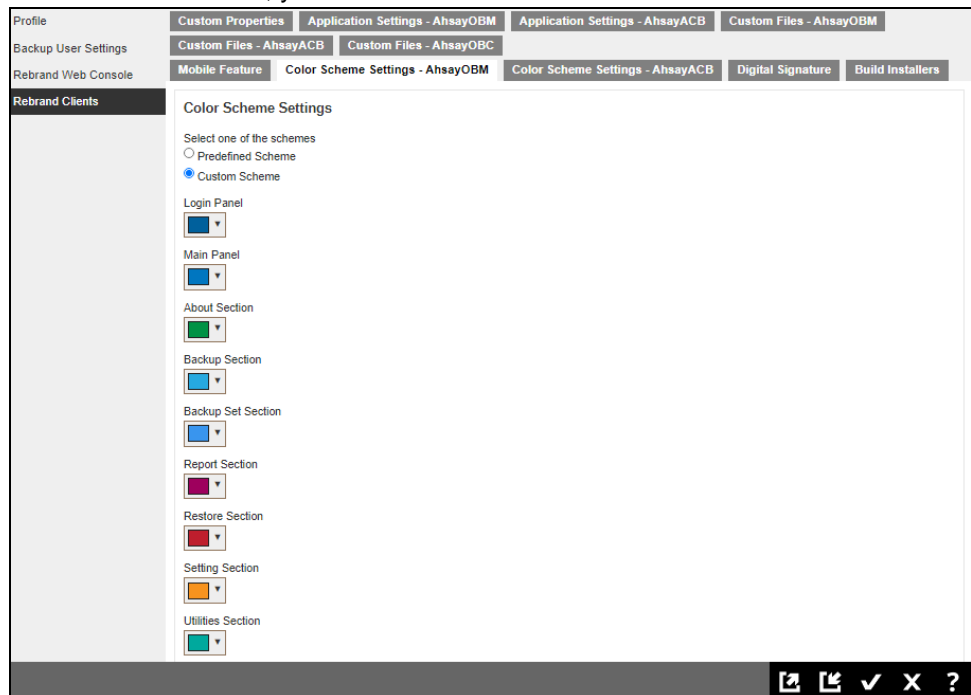 Profile
Backup User Settings
Rebrand Web Console
Rebrand Clients
Custom Properties Application Settings - AhsayOBM Application Settings - AhsayACB Custom Files - AhsayOBM
Custom Files - AhsayACB Custom Files - AhsayOBC
Mobile Feature Color Scheme Settings - AhsayOBM Color Scheme Settings - AhsayACB Digital Signature Build Installers
Color Scheme Settings
Select one of the schemes
Predefined Scheme
Custom Scheme
Login Panel
Main Panel
About Section
Backup Section
Backup Set Section
Report Section
Restore Section
Setting Section
Utilities Section
?